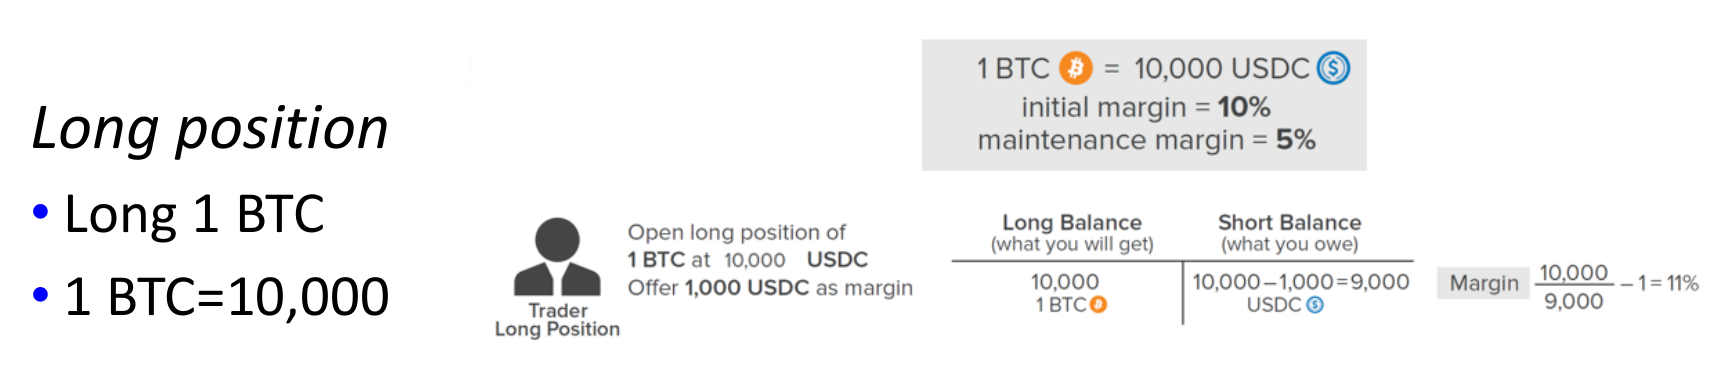 Long position
• Long 1 BTC
• 1 BTC=10,000
1 BTC = 10,000 USDC
initial margin = 10%
maintenance margin = 5%
Trader
Long Position
Open long position of
1 BTC at 10,000 USDC
Offer 1,000 USDC as margin
Long Balance
(what you will get)
10,000
1 BTC
Short Balance
(what you owe)
10,000–1,000=9,000
USDC
Margin 10,000/9,000 – 1 = 11%